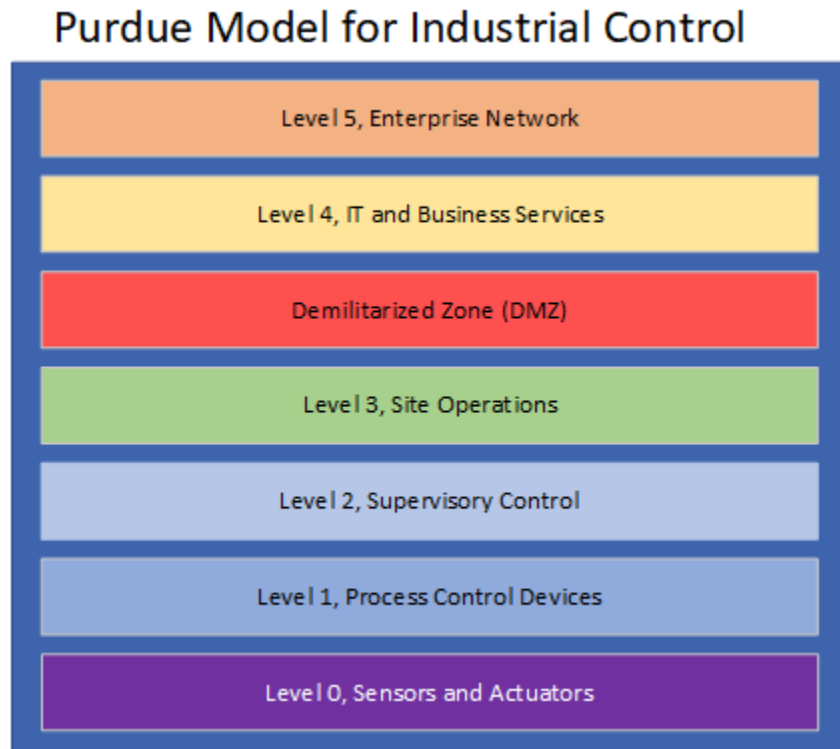 Purdue Model for Industrial Control
Level 5, Enterprise Network
Level 4, IT and Business Services
Demilitarized Zone (DMZ)
Level 3, Site Operations
Level 2, Supervisory Control
Level 1, Process Control Devices
Level 0, Sensors and Actuators